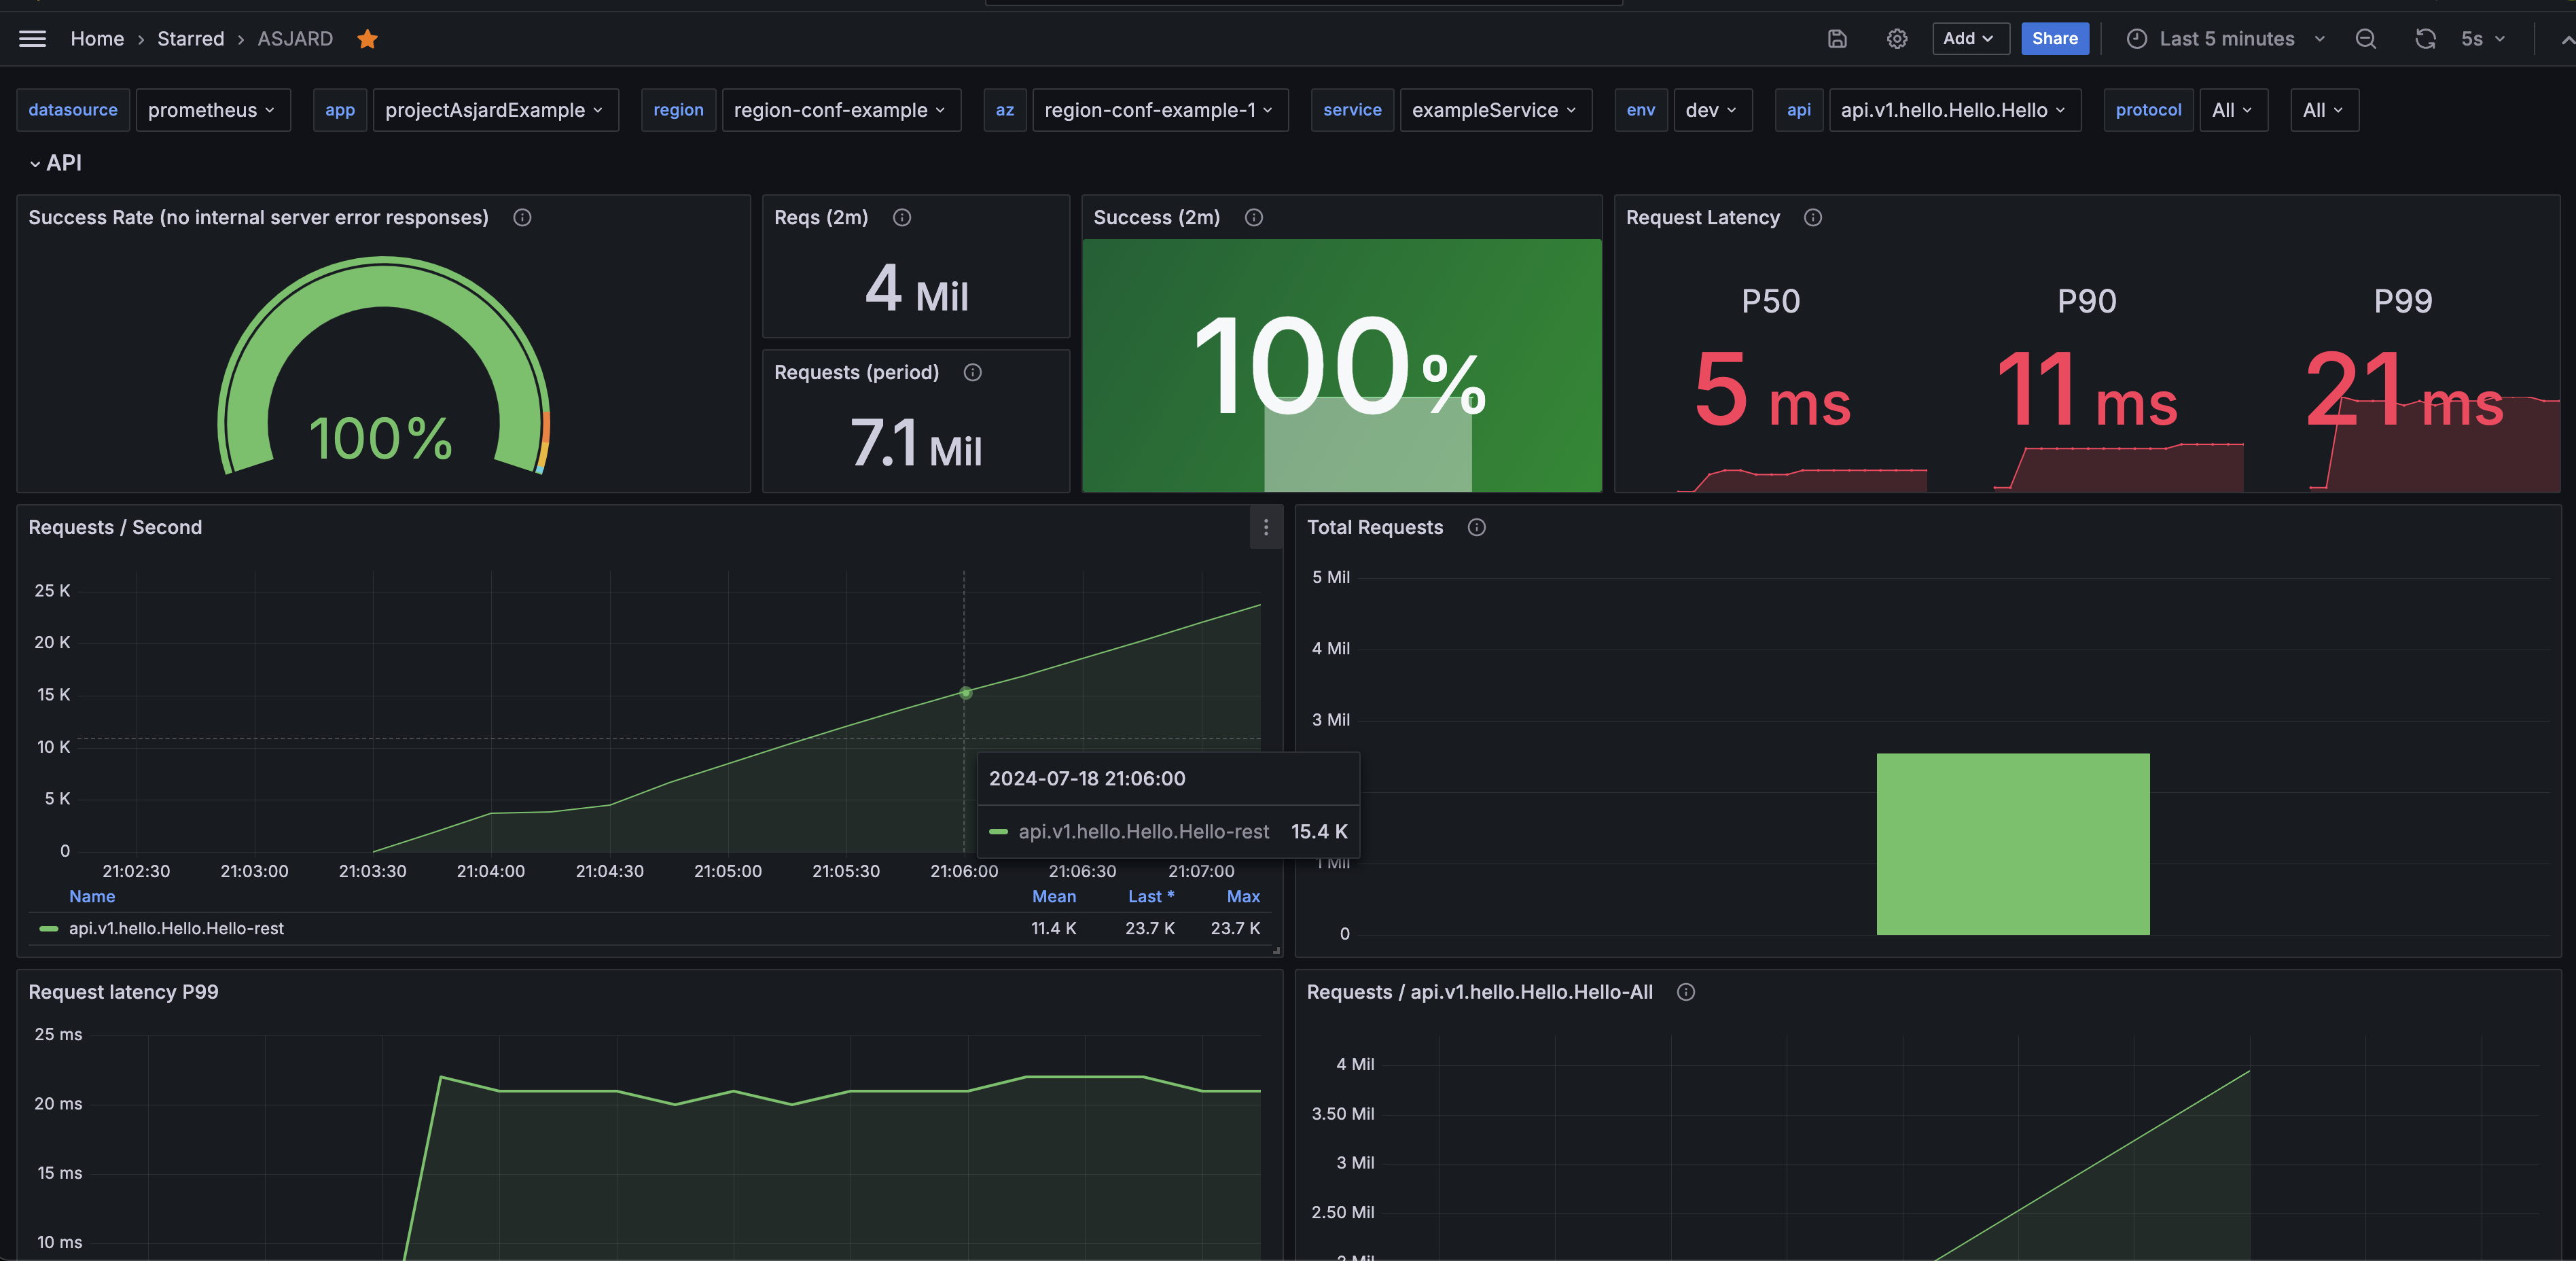 Home › Starred › ASJARD
Add
Share
Last 5 minutes
5s
datasource prometheus app projectAsjardExample region region-conf-example az region-conf-example-1 service exampleService env dev api api.v1.hello.Hello.Hello protocol All All
API
Success Rate (no internal server error responses)
100%
Reqs (2m)
4 Mil
Requests (period)
7.1 Mil
Success (2m)
100%
Request Latency
P50 P90 P99
5 ms 11 ms 21 ms
Requests / Second
25 K
20 K
15 K
10 K
5 K
0
21:02:30 21:03:00 21:03:30 21:04:00 21:04:30 21:05:00 21:05:30 21:06:00 21:06:30 21:07:00
Name Mean Last * Max
api.v1.hello.Hello.Hello-rest 11.4 K 23.7 K 23.7 K
2024-07-18 21:06:00
api.v1.hello.Hello.Hello-rest 15.4 K
Total Requests
5 Mil
4 Mil
3 Mil
1 Mil
0
Request latency P99
25 ms
20 ms
15 ms
10 ms
Requests / api.v1.hello.Hello.Hello-All
4 Mil
3.50 Mil
3 Mil
2.50 Mil
2 Mil